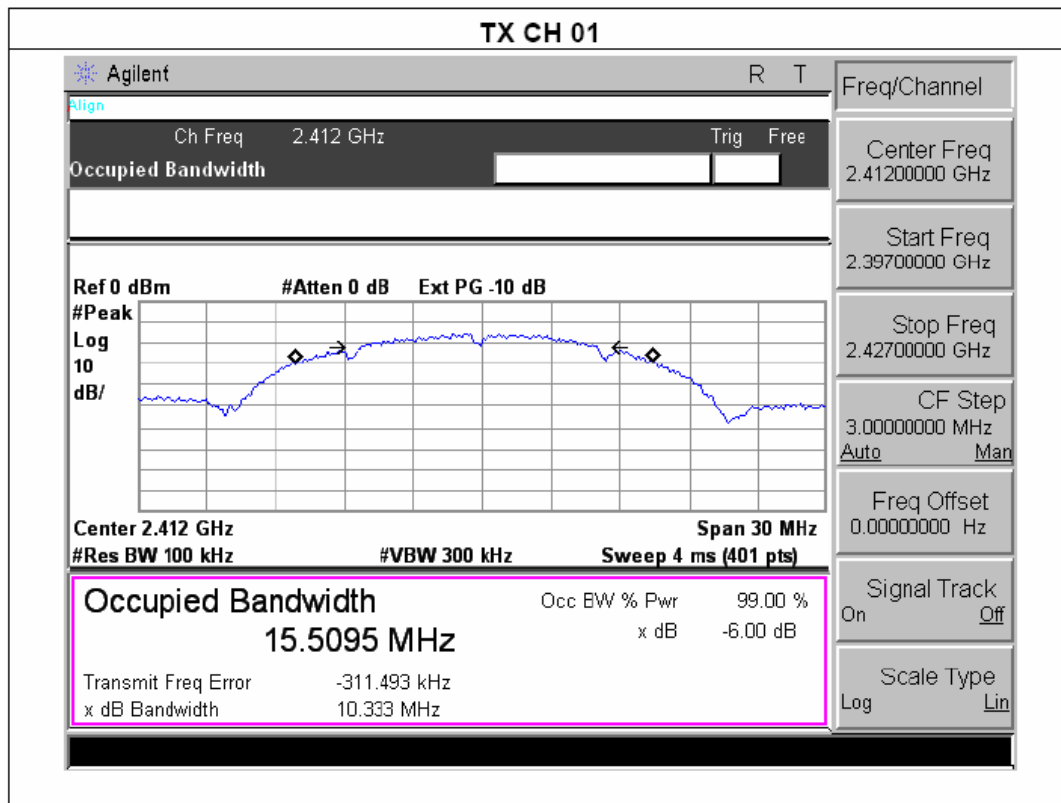 TX CH 01
Agilent R T
Align
Ch Freq 2.412 GHz Trig Free
Occupied Bandwidth
Ref 0 dBm #Atten 0 dB Ext PG -10 dB
#Peak
Log
10
dB/
Center 2.412 GHz Span 30 MHz
#Res BW 100 kHz #VBW 300 kHz Sweep 4 ms (401 pts)
Occupied Bandwidth Occ BW % Pwr 99.00 %
15.5095 MHz x dB -6.00 dB
Transmit Freq Error -311.493 kHz
x dB Bandwidth 10.333 MHz
Freq/Channel
Center Freq
2.41200000 GHz
Start Freq
2.39700000 GHz
Stop Freq
2.42700000 GHz
CF Step
3.00000000 MHz
Auto Man
Freq Offset
0.00000000 Hz
Signal Track
On Off
Scale Type
Log Lin